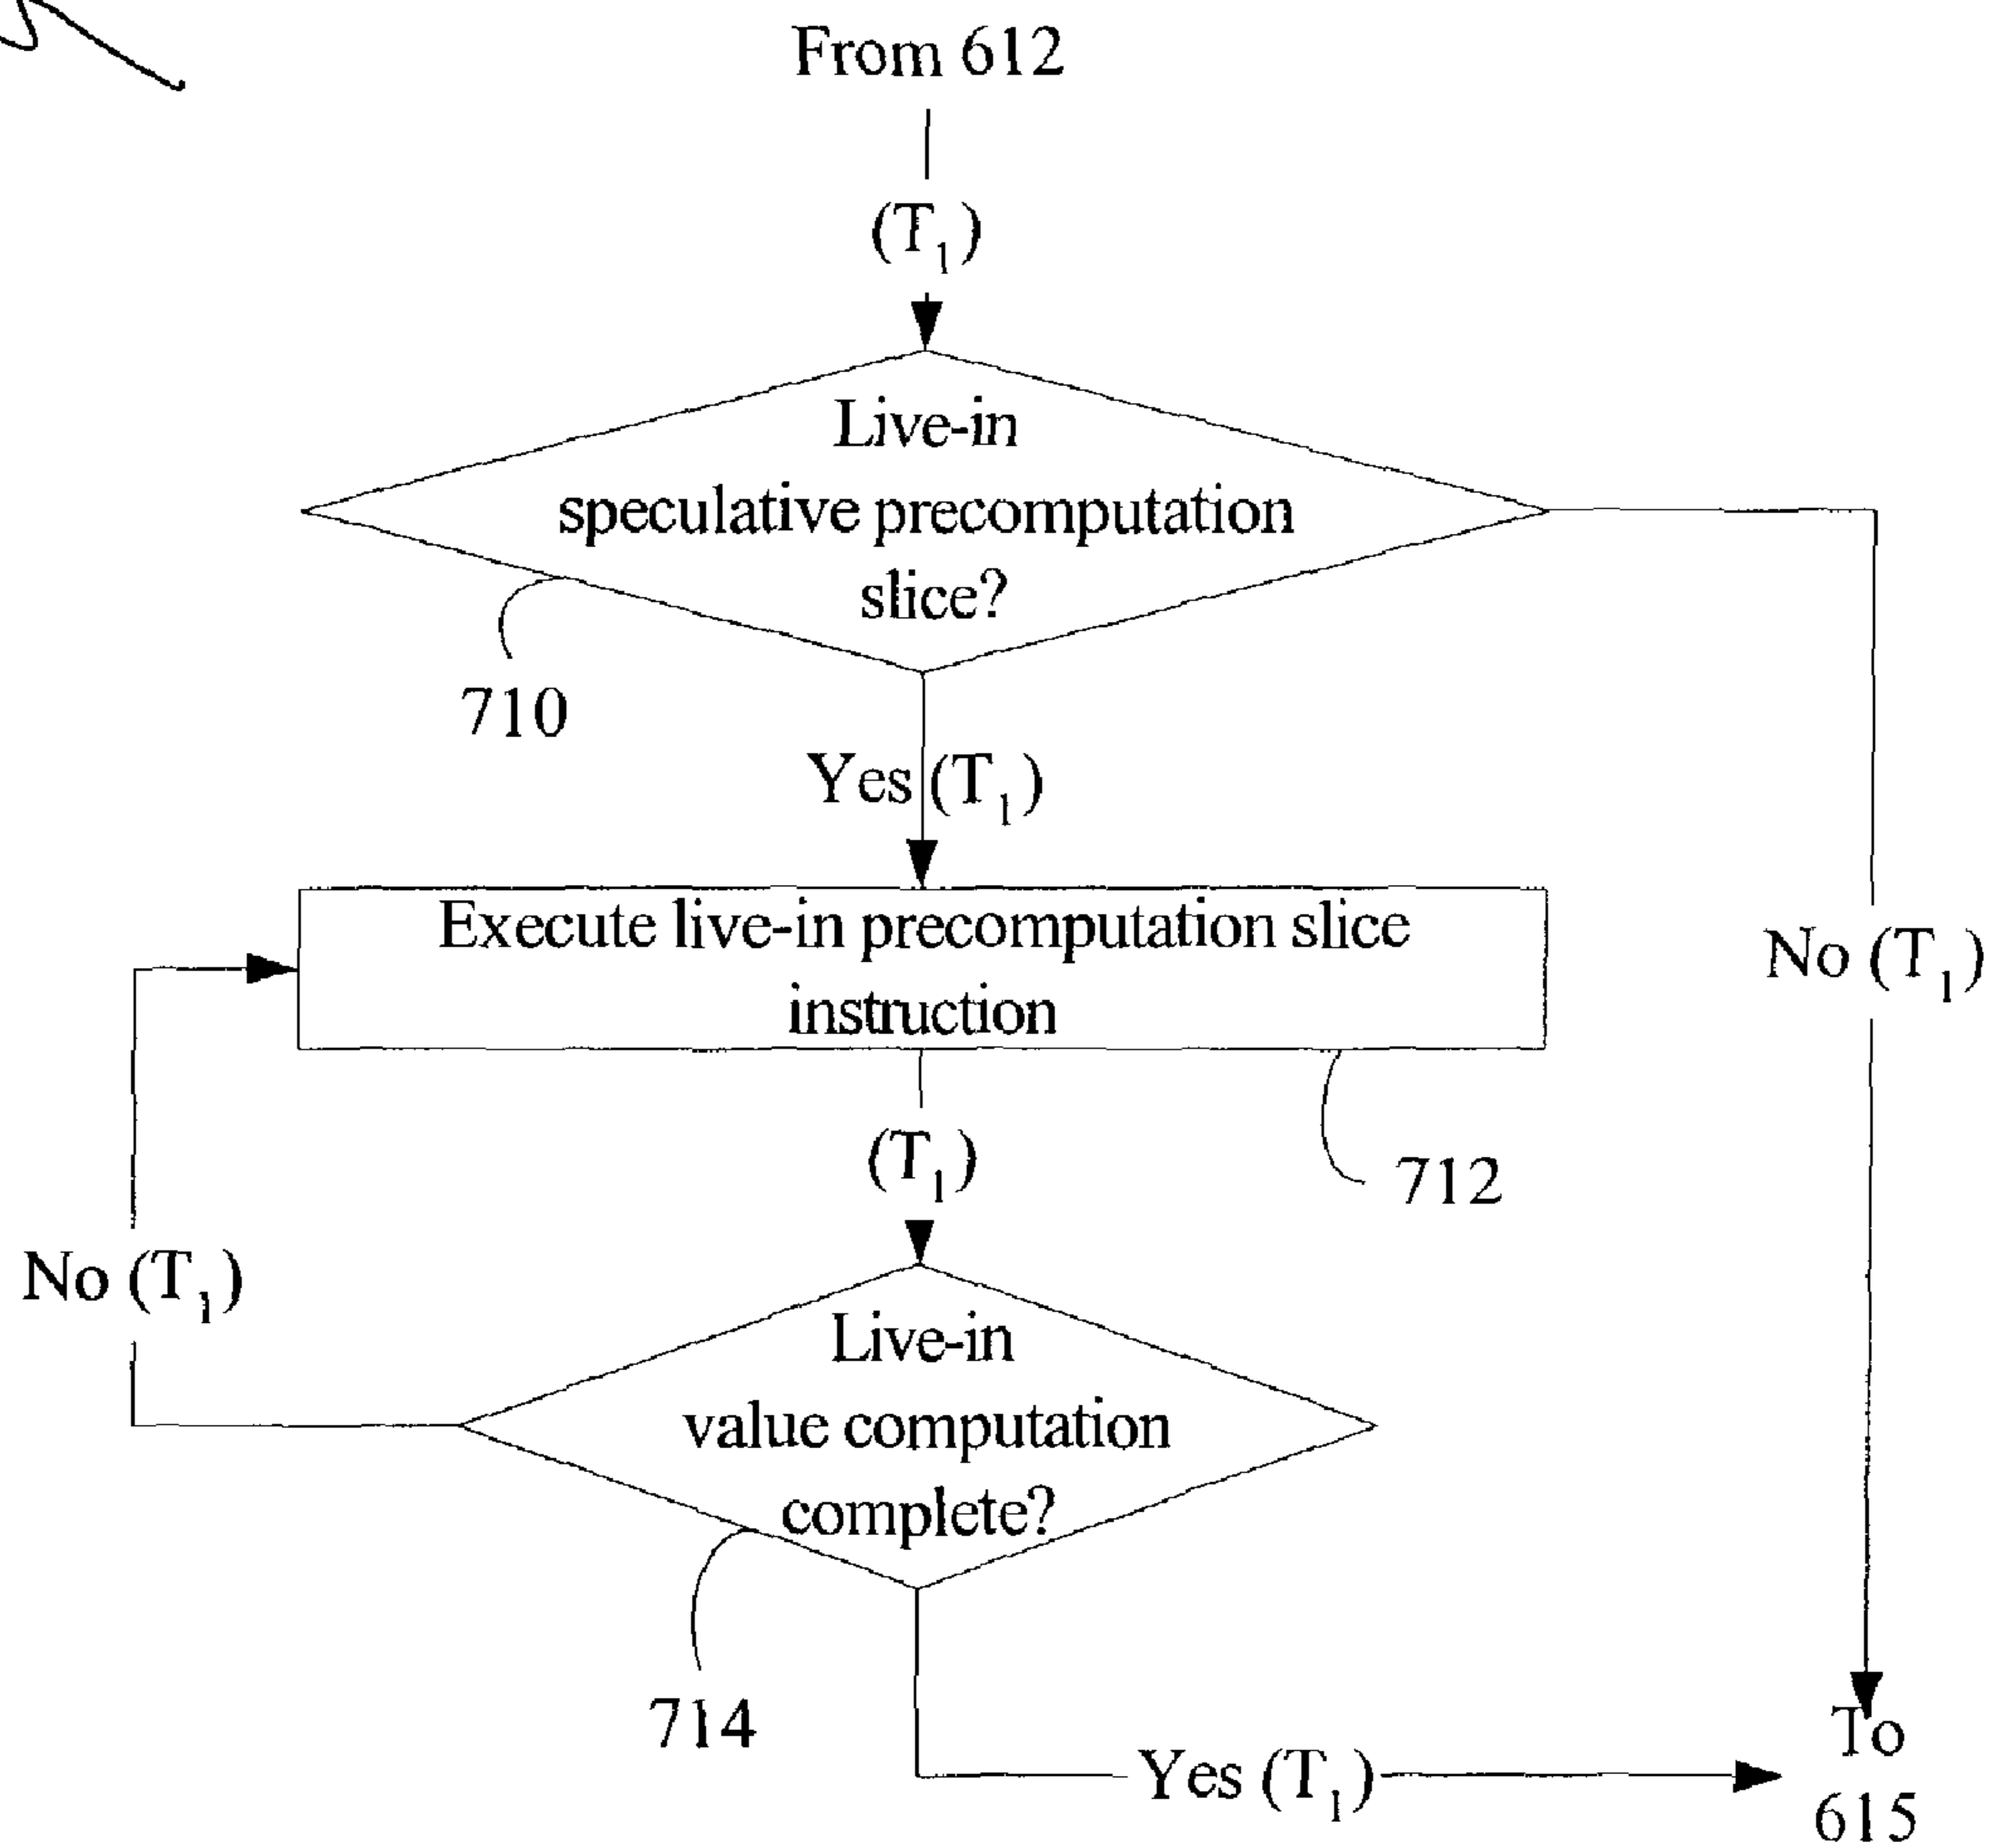 From 612
(T1)
Live-in
speculative precomputation
slice?
710
Yes (T1)
Execute live-in precomputation slice
instruction
No (T1)
(T1)
712
No (T1)
Live-in
value computation
complete?
714
Yes (T1)
To
615